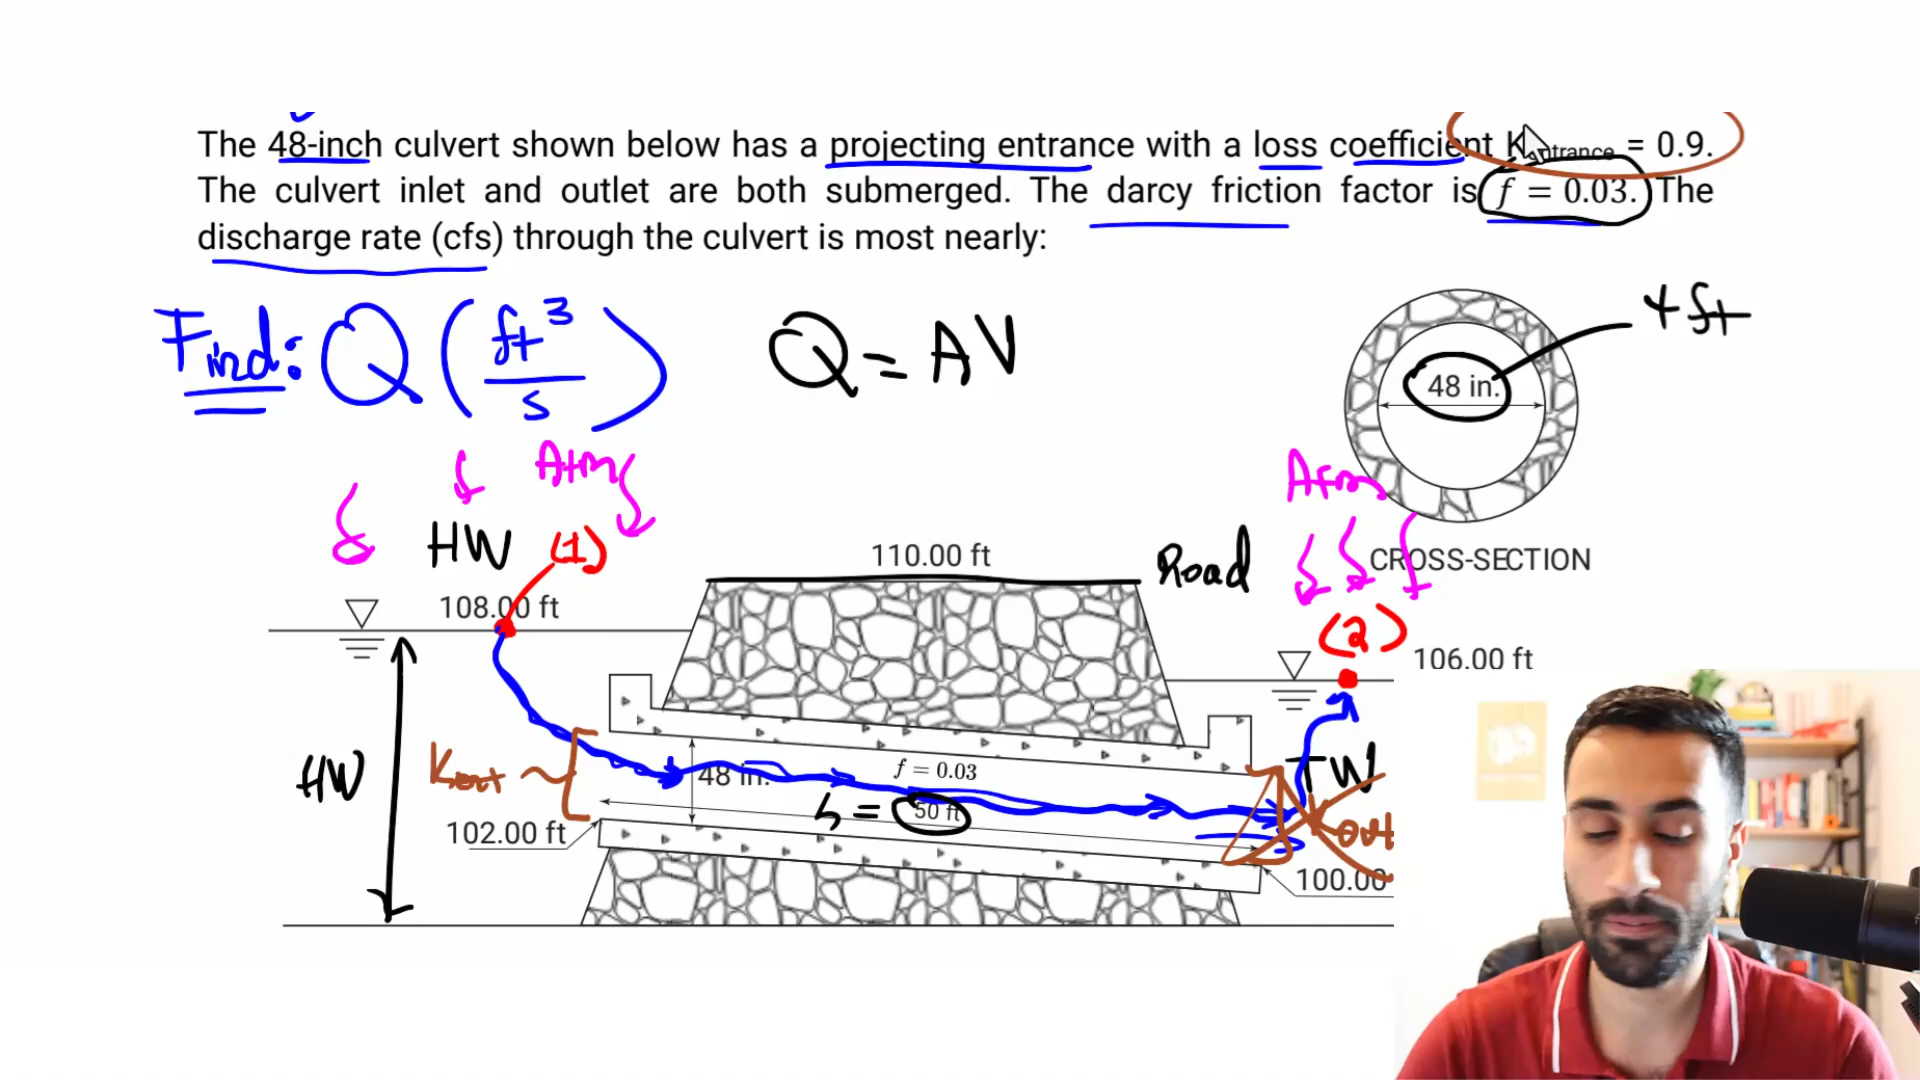 The 48-inch culvert shown below has a projecting entrance with a loss coefficient K entrance = 0.9.
The culvert inlet and outlet are both submerged. The darcy friction factor is f = 0.03. The
discharge rate (cfs) through the culvert is most nearly:
Find: Q (ft³/s)
Q = AV
4 ft
48 in.
Atm
Atm
HW (1)
110.00 ft
Road
CROSS-SECTION
108.00 ft
(2)
106.00 ft
HW
Kent
48 in.
f = 0.03
TW
L = 50 ft
Kout
102.00 ft
100.00